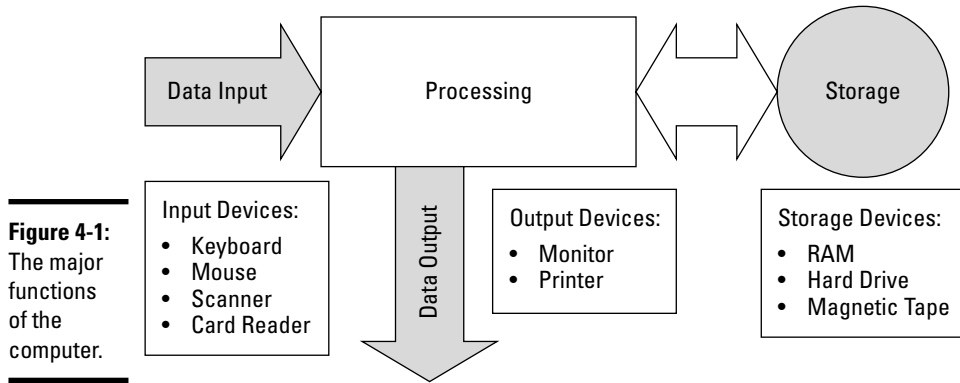 Data Input
Processing
Storage
Data Output
Input Devices:
• Keyboard
• Mouse
• Scanner
• Card Reader
Output Devices:
• Monitor
• Printer
Storage Devices:
• RAM
• Hard Drive
• Magnetic Tape
Figure 4-1:
The major
functions
of the
computer.